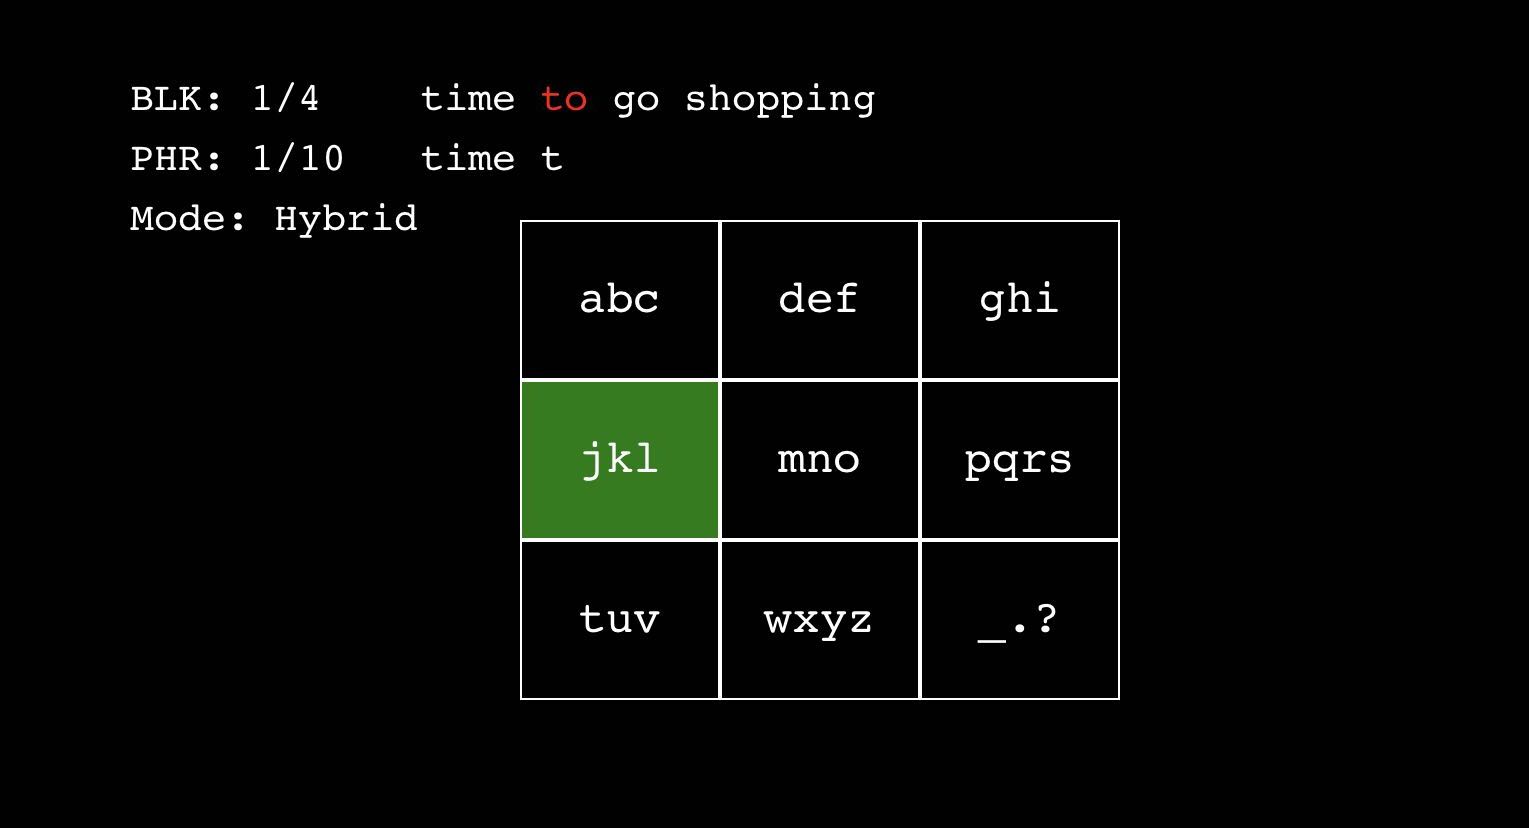 BLK: 1/4 time to go shopping
PHR: 1/10 time t
Mode: Hybrid
abc def ghi
jkl mno pqrs
tuv wxyz _.?